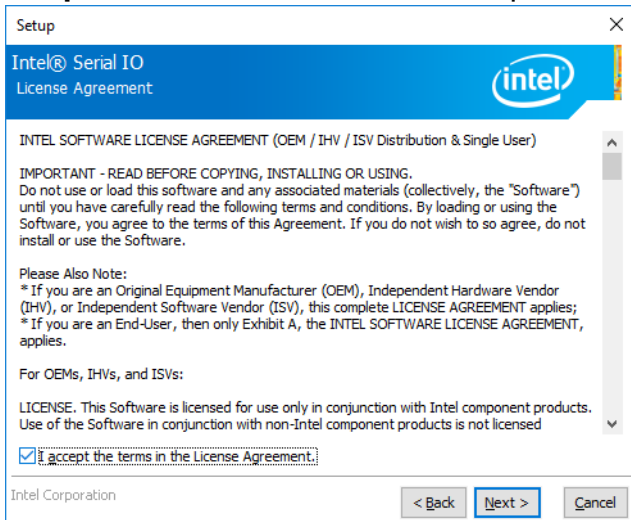 Setup
Intel® Serial IO
License Agreement
intel
INTEL SOFTWARE LICENSE AGREEMENT (OEM / IHV / ISV Distribution & Single User)
IMPORTANT - READ BEFORE COPYING, INSTALLING OR USING.
Do not use or load this software and any associated materials (collectively, the "Software")
until you have carefully read the following terms and conditions. By loading or using the
Software, you agree to the terms of this Agreement. If you do not wish to so agree, do not
install or use the Software.
Please Also Note:
* If you are an Original Equipment Manufacturer (OEM), Independent Hardware Vendor
(IHV), or Independent Software Vendor (ISV), this complete LICENSE AGREEMENT applies;
* If you are an End-User, then only Exhibit A, the INTEL SOFTWARE LICENSE AGREEMENT,
applies.
For OEMs, IHVs, and ISVs:
LICENSE. This Software is licensed for use only in conjunction with Intel component products.
Use of the Software in conjunction with non-Intel component products is not licensed
I accept the terms in the License Agreement.
Intel Corporation
< Back
Next >
Cancel